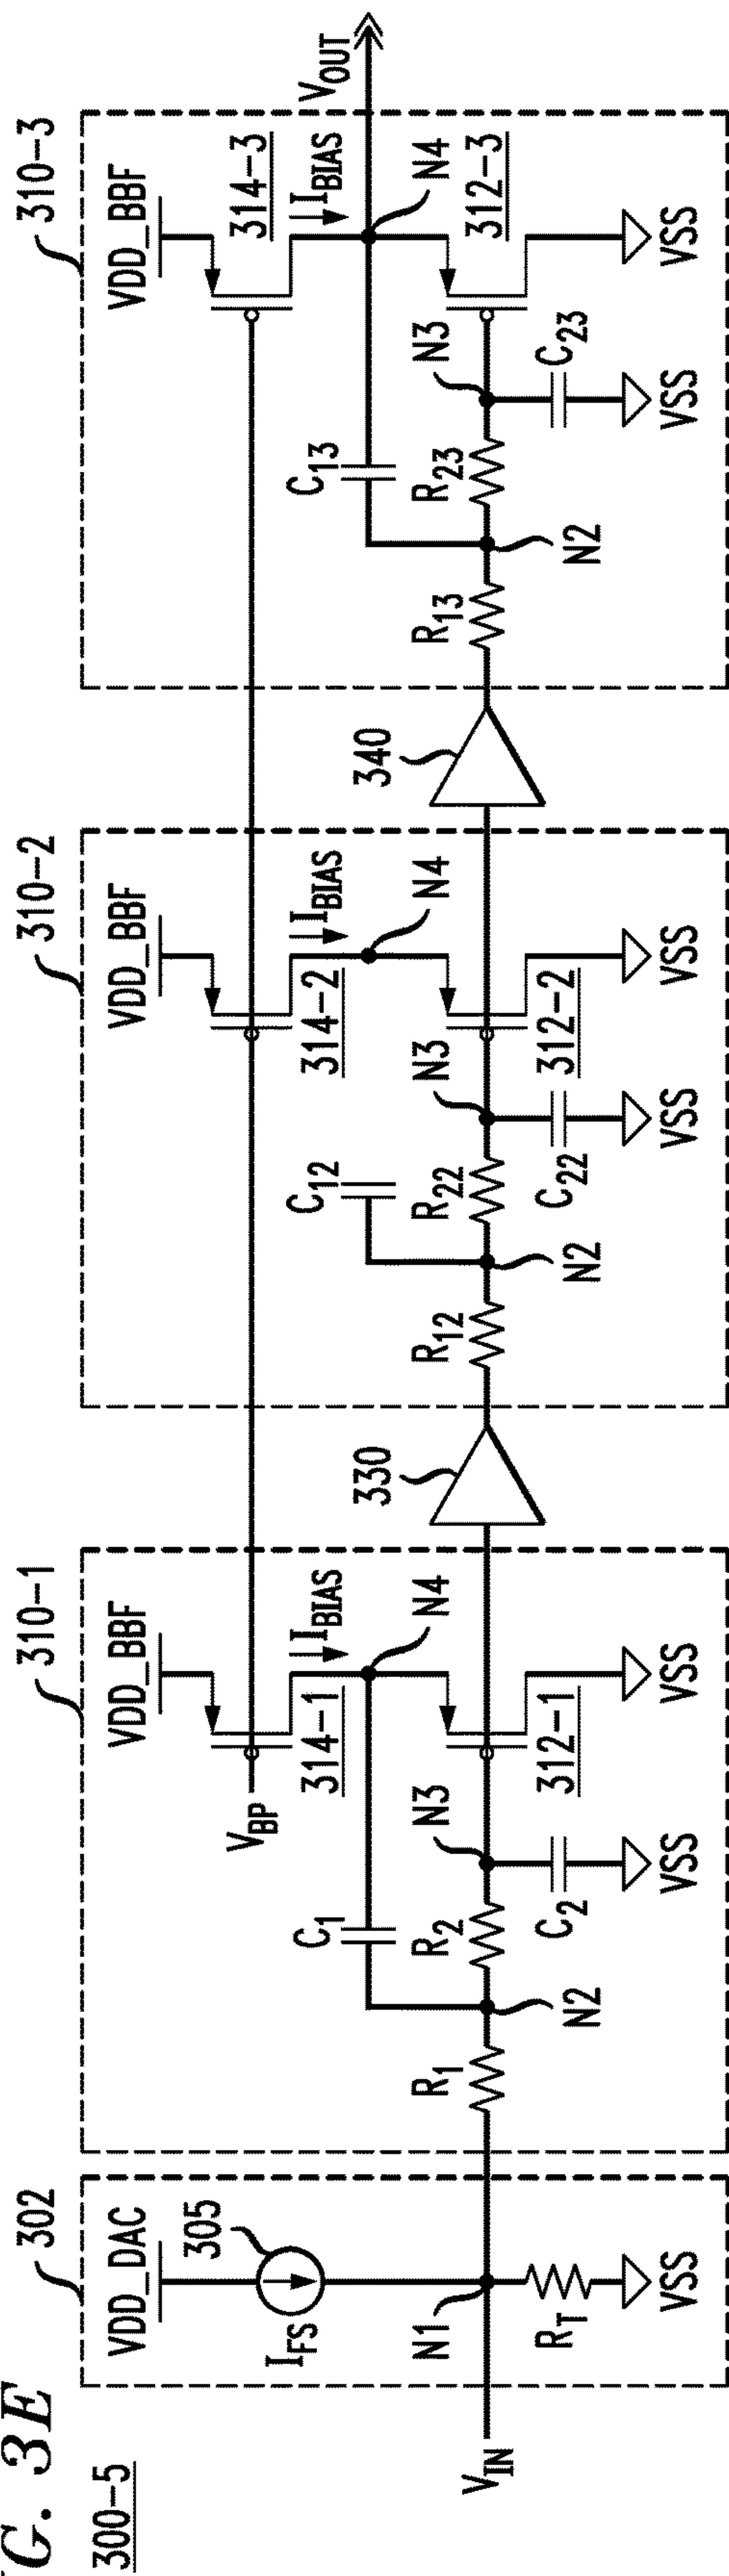 IG. 3E
300-5
302
VDD_DAC
305
I_FS
N1
V_IN
R_T
VSS
310-1
VDD_BBF
V_BP
314-1
I_BIAS
N4
C_1
R_1
N2
R_2
N3
C_2
VSS
312-1
VSS
330
310-2
VDD_BBF
314-2
I_BIAS
N4
C_12
R_12
N2
R_22
N3
C_22
VSS
312-2
VSS
340
310-3
VDD_BBF
314-3
I_BIAS
N4
V_OUT
C_13
R_13
N2
R_23
N3
C_23
VSS
312-3
VSS